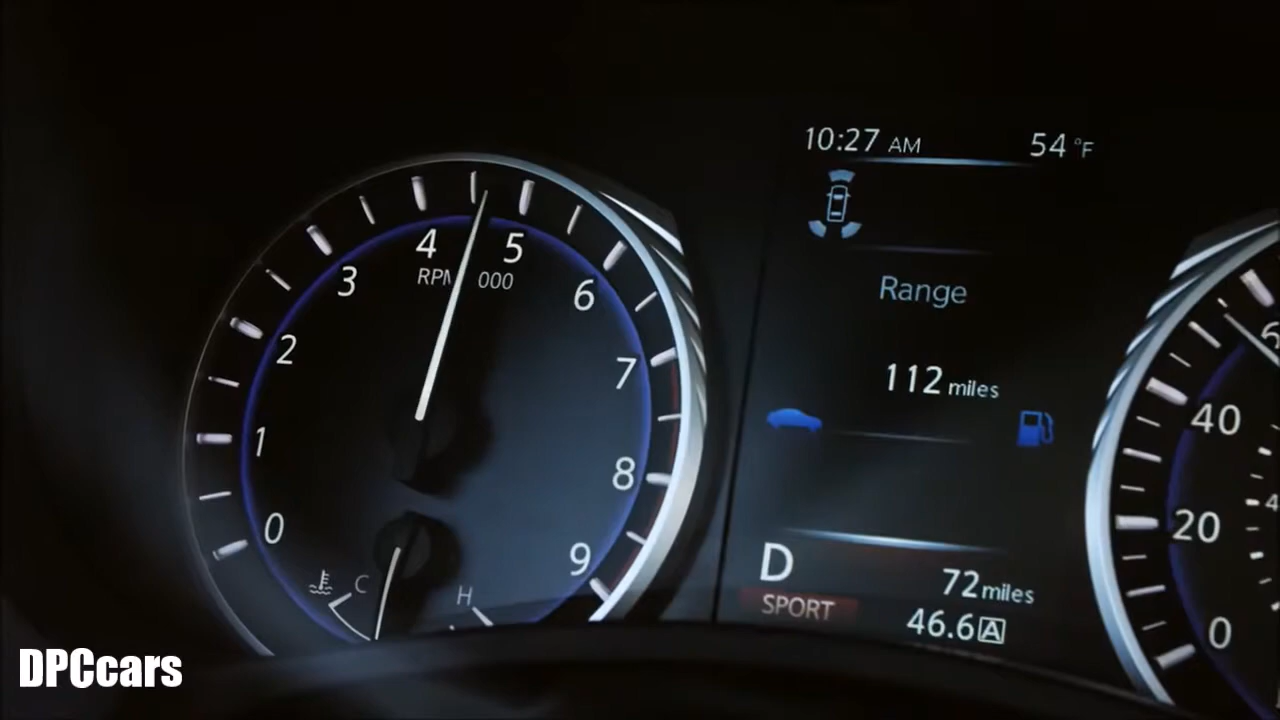 10:27 AM 54 °F
Range
112 miles
D
72 miles
SPORT
46.6 A
0
1
2
3
4
5
6
7
8
9
RPM 000
C
H
40
20
0
DPCcars